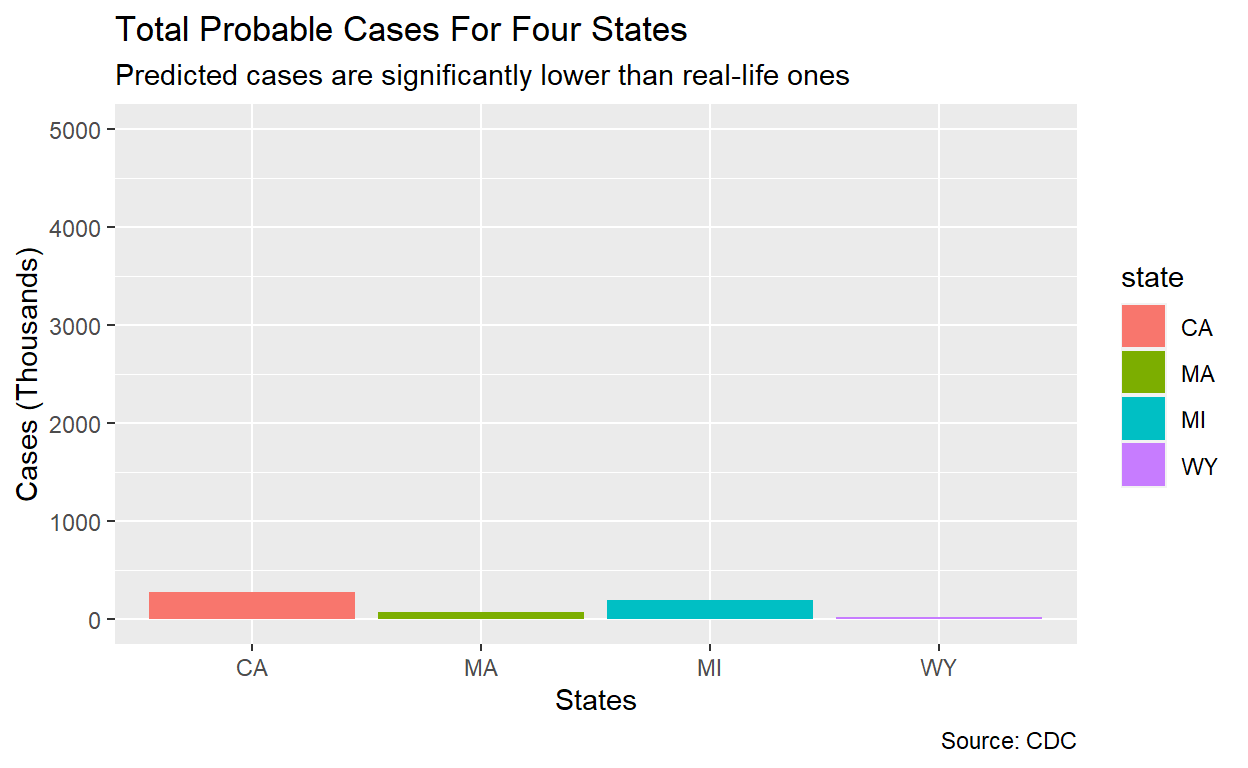 Total Probable Cases For Four States
Predicted cases are significantly lower than real-life ones
Cases (Thousands)
5000
4000
3000
2000
1000
0
CA MA MI WY
States
state
CA
MA
MI
WY
Source: CDC